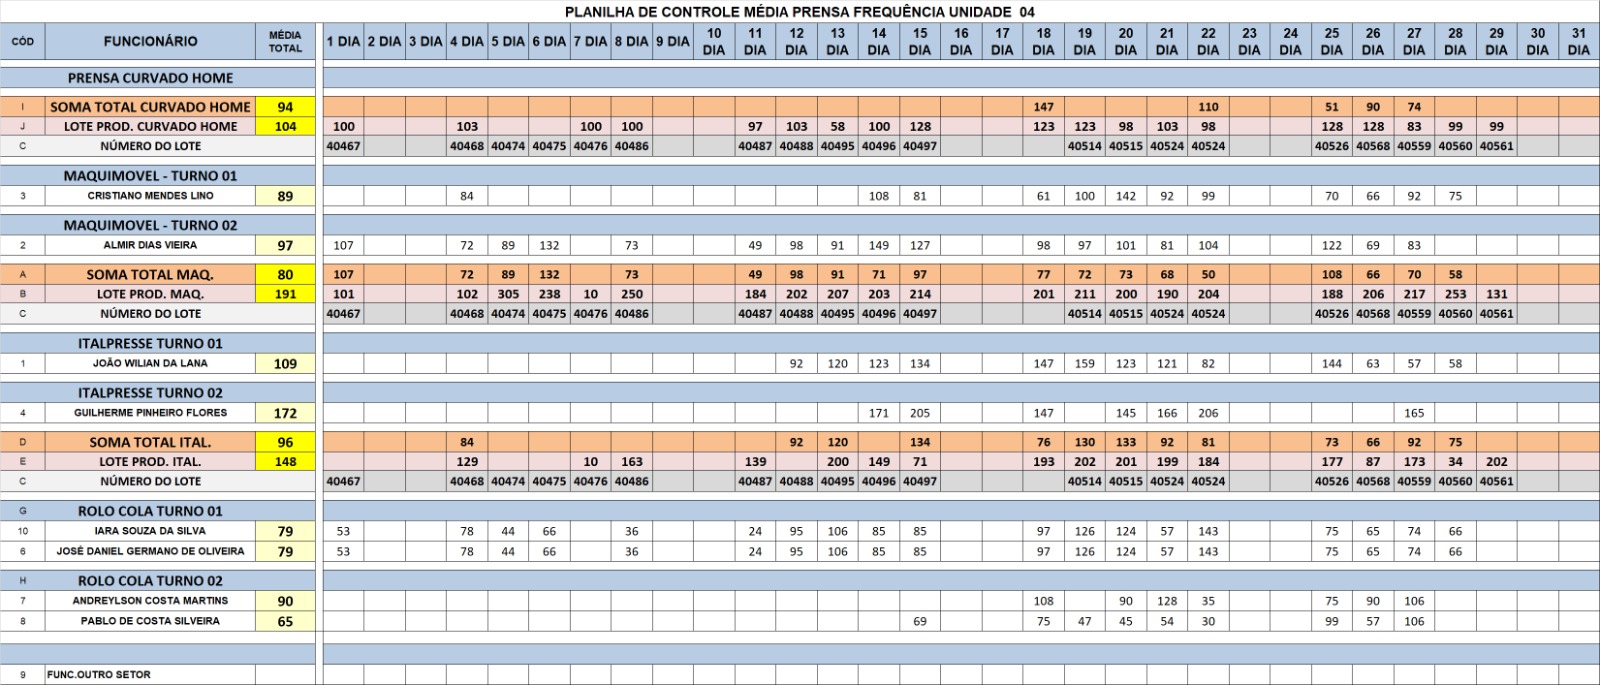 PLANILHA DE CONTROLE MÉDIA PRENSA FREQUÊNCIA UNIDADE 04
CÓD FUNCIONÁRIO MÉDIA TOTAL 1 DIA 2 DIA 3 DIA 4 DIA 5 DIA 6 DIA 7 DIA 8 DIA 9 DIA 10 DIA 11 DIA 12 DIA 13 DIA 14 DIA 15 DIA 16 DIA 17 DIA 18 DIA 19 DIA 20 DIA 21 DIA 22 DIA 23 DIA 24 DIA 25 DIA 26 DIA 27 DIA 28 DIA 29 DIA 30 DIA 31 DIA
PRENSA CURVADO HOME
I SOMA TOTAL CURVADO HOME 94 147 110 51 90 74
J LOTE PROD. CURVADO HOME 104 100 103 100 100 97 103 58 100 128 123 123 98 103 98 128 128 83 99 99
C NÚMERO DO LOTE 40467 40468 40474 40475 40476 40486 40487 40488 40495 40496 40497 40514 40515 40524 40524 40526 40568 40559 40560 40561
MAQUIMOVEL - TURNO 01
3 CRISTIANO MENDES LINO 89 84 108 81 61 100 142 92 99 70 66 92 75
MAQUIMOVEL - TURNO 02
2 ALMIR DIAS VIEIRA 97 107 72 89 132 73 49 98 91 149 127 98 97 101 81 104 122 69 83
A SOMA TOTAL MAQ. 80 107 72 89 132 73 49 98 91 71 97 77 72 73 68 50 108 66 70 58
B LOTE PROD. MAQ. 191 101 102 305 238 10 250 184 202 207 203 214 201 211 200 190 204 188 206 217 253 131
C NÚMERO DO LOTE 40467 40468 40474 40475 40476 40486 40487 40488 40495 40496 40497 40514 40515 40524 40524 40526 40568 40559 40560 40561
ITALPRESSE TURNO 01
1 JOÃO WILIAN DA LANA 109 92 120 123 134 147 159 123 121 82 144 63 57 58
ITALPRESSE TURNO 02
4 GUILHERME PINHEIRO FLORES 172 171 205 147 145 166 206 165
D SOMA TOTAL ITAL. 96 84 92 120 134 76 130 133 92 81 73 66 92 75
E LOTE PROD. ITAL. 148 129 10 163 139 200 149 71 193 202 201 199 184 177 87 173 34 202
C NÚMERO DO LOTE 40467 40468 40474 40475 40476 40486 40487 40488 40495 40496 40497 40514 40515 40524 40524 40526 40568 40559 40560 40561
G ROLO COLA TURNO 01
10 IARA SOUZA DA SILVA 79 53 78 44 66 36 24 95 106 85 85 97 126 124 57 143 75 65 74 66
6 JOSÉ DANIEL GERMANO DE OLIVEIRA 79 53 78 44 66 36 24 95 106 85 85 97 126 124 57 143 75 65 74 66
H ROLO COLA TURNO 02
7 ANDREYLSON COSTA MARTINS 90 108 90 128 35 75 90 106
8 PABLO DE COSTA SILVEIRA 65 69 75 47 45 54 30 99 57 106
9 FUNC.OUTRO SETOR